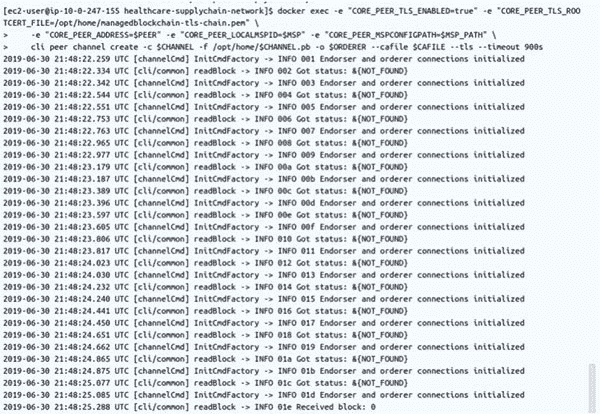 [ec2-user@ip-10-0-247-155 healthcare-supplychain-network]$ docker exec -e "CORE_PEER_TLS_ENABLED=true" -e "CORE_PEER_TLS_ROO
TCERT_FILE=/opt/home/managedblockchain-tls-chain.pem" \
> -e "CORE_PEER_ADDRESS=$PEER" -e "CORE_PEER_LOCALMSPID=$MSP" -e "CORE_PEER_MSPCONFIGPATH=$MSP_PATH" \
> cli peer channel create -c $CHANNEL -f /opt/home/$CHANNEL.pb -o $ORDERER --cafile $CAFILE --tls --timeout 900s
2019-06-30 21:48:22.259 UTC [channelCmd] InitCmdFactory -> INFO 001 Endorser and orderer connections initialized
2019-06-30 21:48:22.334 UTC [cli/common] readBlock -> INFO 002 Got status: &{NOT_FOUND}
2019-06-30 21:48:22.342 UTC [channelCmd] InitCmdFactory -> INFO 003 Endorser and orderer connections initialized
2019-06-30 21:48:22.544 UTC [cli/common] readBlock -> INFO 004 Got status: &{NOT_FOUND}
2019-06-30 21:48:22.551 UTC [channelCmd] InitCmdFactory -> INFO 005 Endorser and orderer connections initialized
2019-06-30 21:48:22.753 UTC [cli/common] readBlock -> INFO 006 Got status: &{NOT_FOUND}
2019-06-30 21:48:22.763 UTC [channelCmd] InitCmdFactory -> INFO 007 Endorser and orderer connections initialized
2019-06-30 21:48:22.965 UTC [cli/common] readBlock -> INFO 008 Got status: &{NOT_FOUND}
2019-06-30 21:48:22.977 UTC [channelCmd] InitCmdFactory -> INFO 009 Endorser and orderer connections initialized
2019-06-30 21:48:23.179 UTC [cli/common] readBlock -> INFO 00a Got status: &{NOT_FOUND}
2019-06-30 21:48:23.187 UTC [channelCmd] InitCmdFactory -> INFO 00b Endorser and orderer connections initialized
2019-06-30 21:48:23.389 UTC [cli/common] readBlock -> INFO 00c Got status: &{NOT_FOUND}
2019-06-30 21:48:23.396 UTC [channelCmd] InitCmdFactory -> INFO 00d Endorser and orderer connections initialized
2019-06-30 21:48:23.597 UTC [cli/common] readBlock -> INFO 00e Got status: &{NOT_FOUND}
2019-06-30 21:48:23.605 UTC [channelCmd] InitCmdFactory -> INFO 00f Endorser and orderer connections initialized
2019-06-30 21:48:23.806 UTC [cli/common] readBlock -> INFO 010 Got status: &{NOT_FOUND}
2019-06-30 21:48:23.817 UTC [channelCmd] InitCmdFactory -> INFO 011 Endorser and orderer connections initialized
2019-06-30 21:48:24.023 UTC [cli/common] readBlock -> INFO 012 Got status: &{NOT_FOUND}
2019-06-30 21:48:24.030 UTC [channelCmd] InitCmdFactory -> INFO 013 Endorser and orderer connections initialized
2019-06-30 21:48:24.232 UTC [cli/common] readBlock -> INFO 014 Got status: &{NOT_FOUND}
2019-06-30 21:48:24.240 UTC [channelCmd] InitCmdFactory -> INFO 015 Endorser and orderer connections initialized
2019-06-30 21:48:24.441 UTC [cli/common] readBlock -> INFO 016 Got status: &{NOT_FOUND}
2019-06-30 21:48:24.450 UTC [channelCmd] InitCmdFactory -> INFO 017 Endorser and orderer connections initialized
2019-06-30 21:48:24.651 UTC [cli/common] readBlock -> INFO 018 Got status: &{NOT_FOUND}
2019-06-30 21:48:24.662 UTC [channelCmd] InitCmdFactory -> INFO 019 Endorser and orderer connections initialized
2019-06-30 21:48:24.865 UTC [cli/common] readBlock -> INFO 01a Got status: &{NOT_FOUND}
2019-06-30 21:48:24.875 UTC [channelCmd] InitCmdFactory -> INFO 01b Endorser and orderer connections initialized
2019-06-30 21:48:25.077 UTC [cli/common] readBlock -> INFO 01c Got status: &{NOT_FOUND}
2019-06-30 21:48:25.085 UTC [channelCmd] InitCmdFactory -> INFO 01d Endorser and orderer connections initialized
2019-06-30 21:48:25.288 UTC [cli/common] readBlock -> INFO 01e Received block: 0